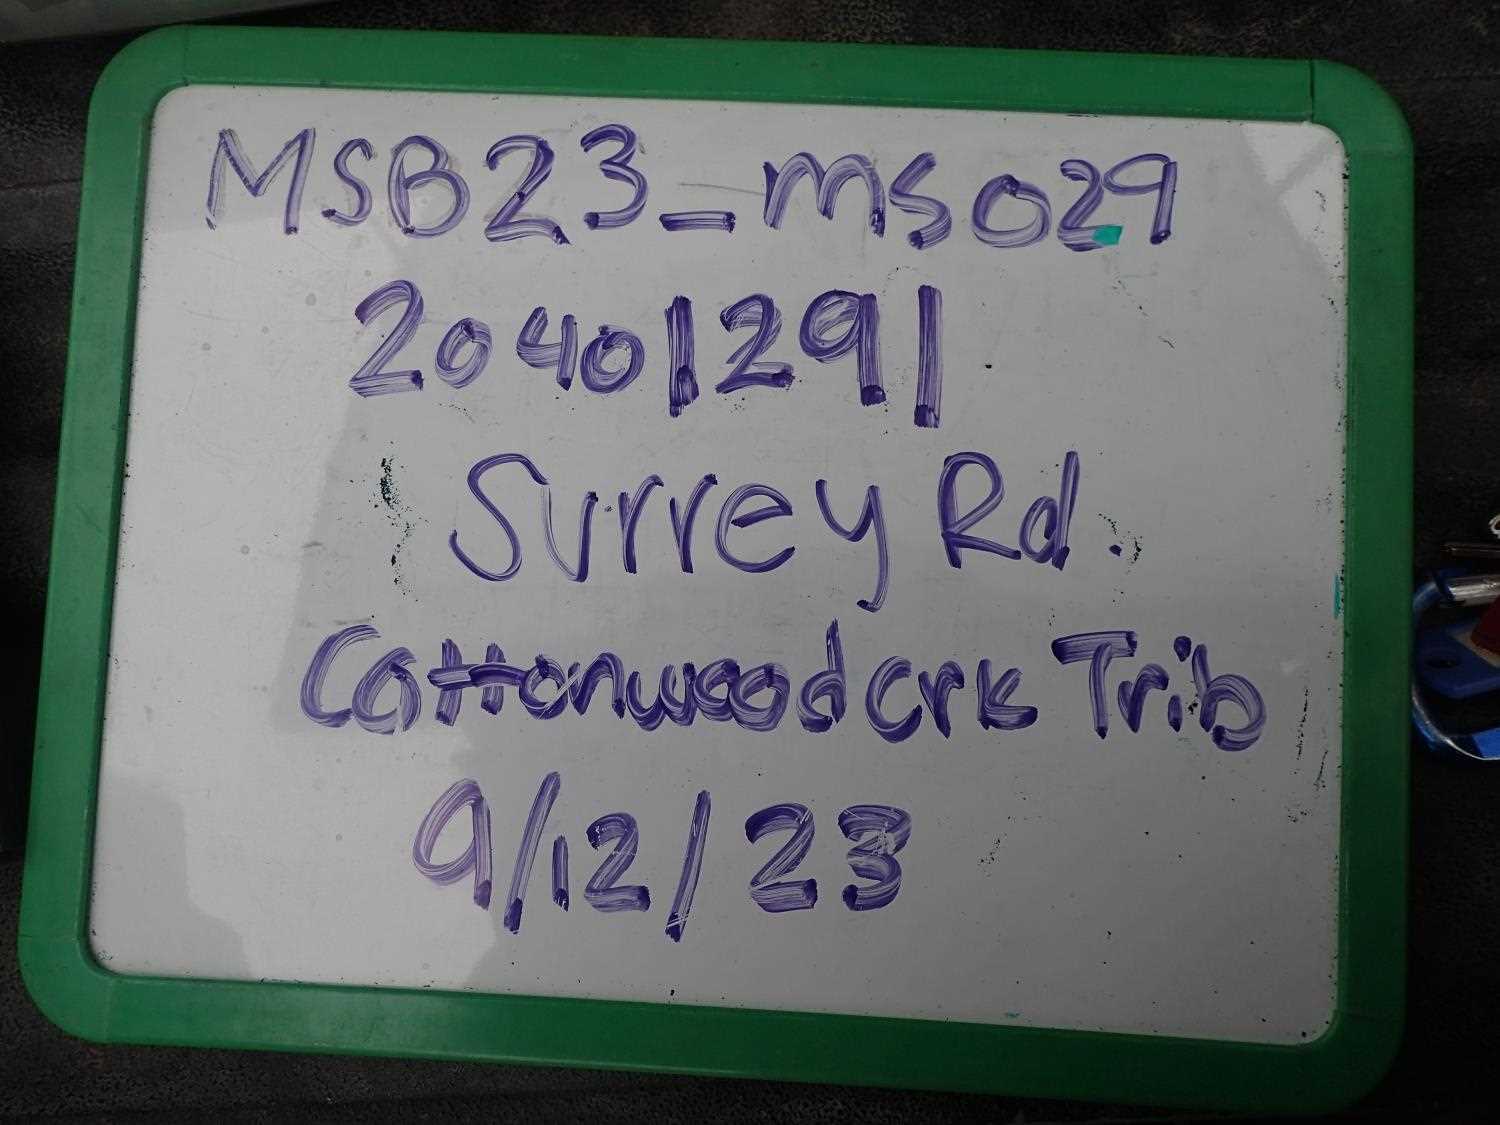 MSB23_MS029
20401291
Surrey Rd.
Cottonwood Crk Trib
9/12/23